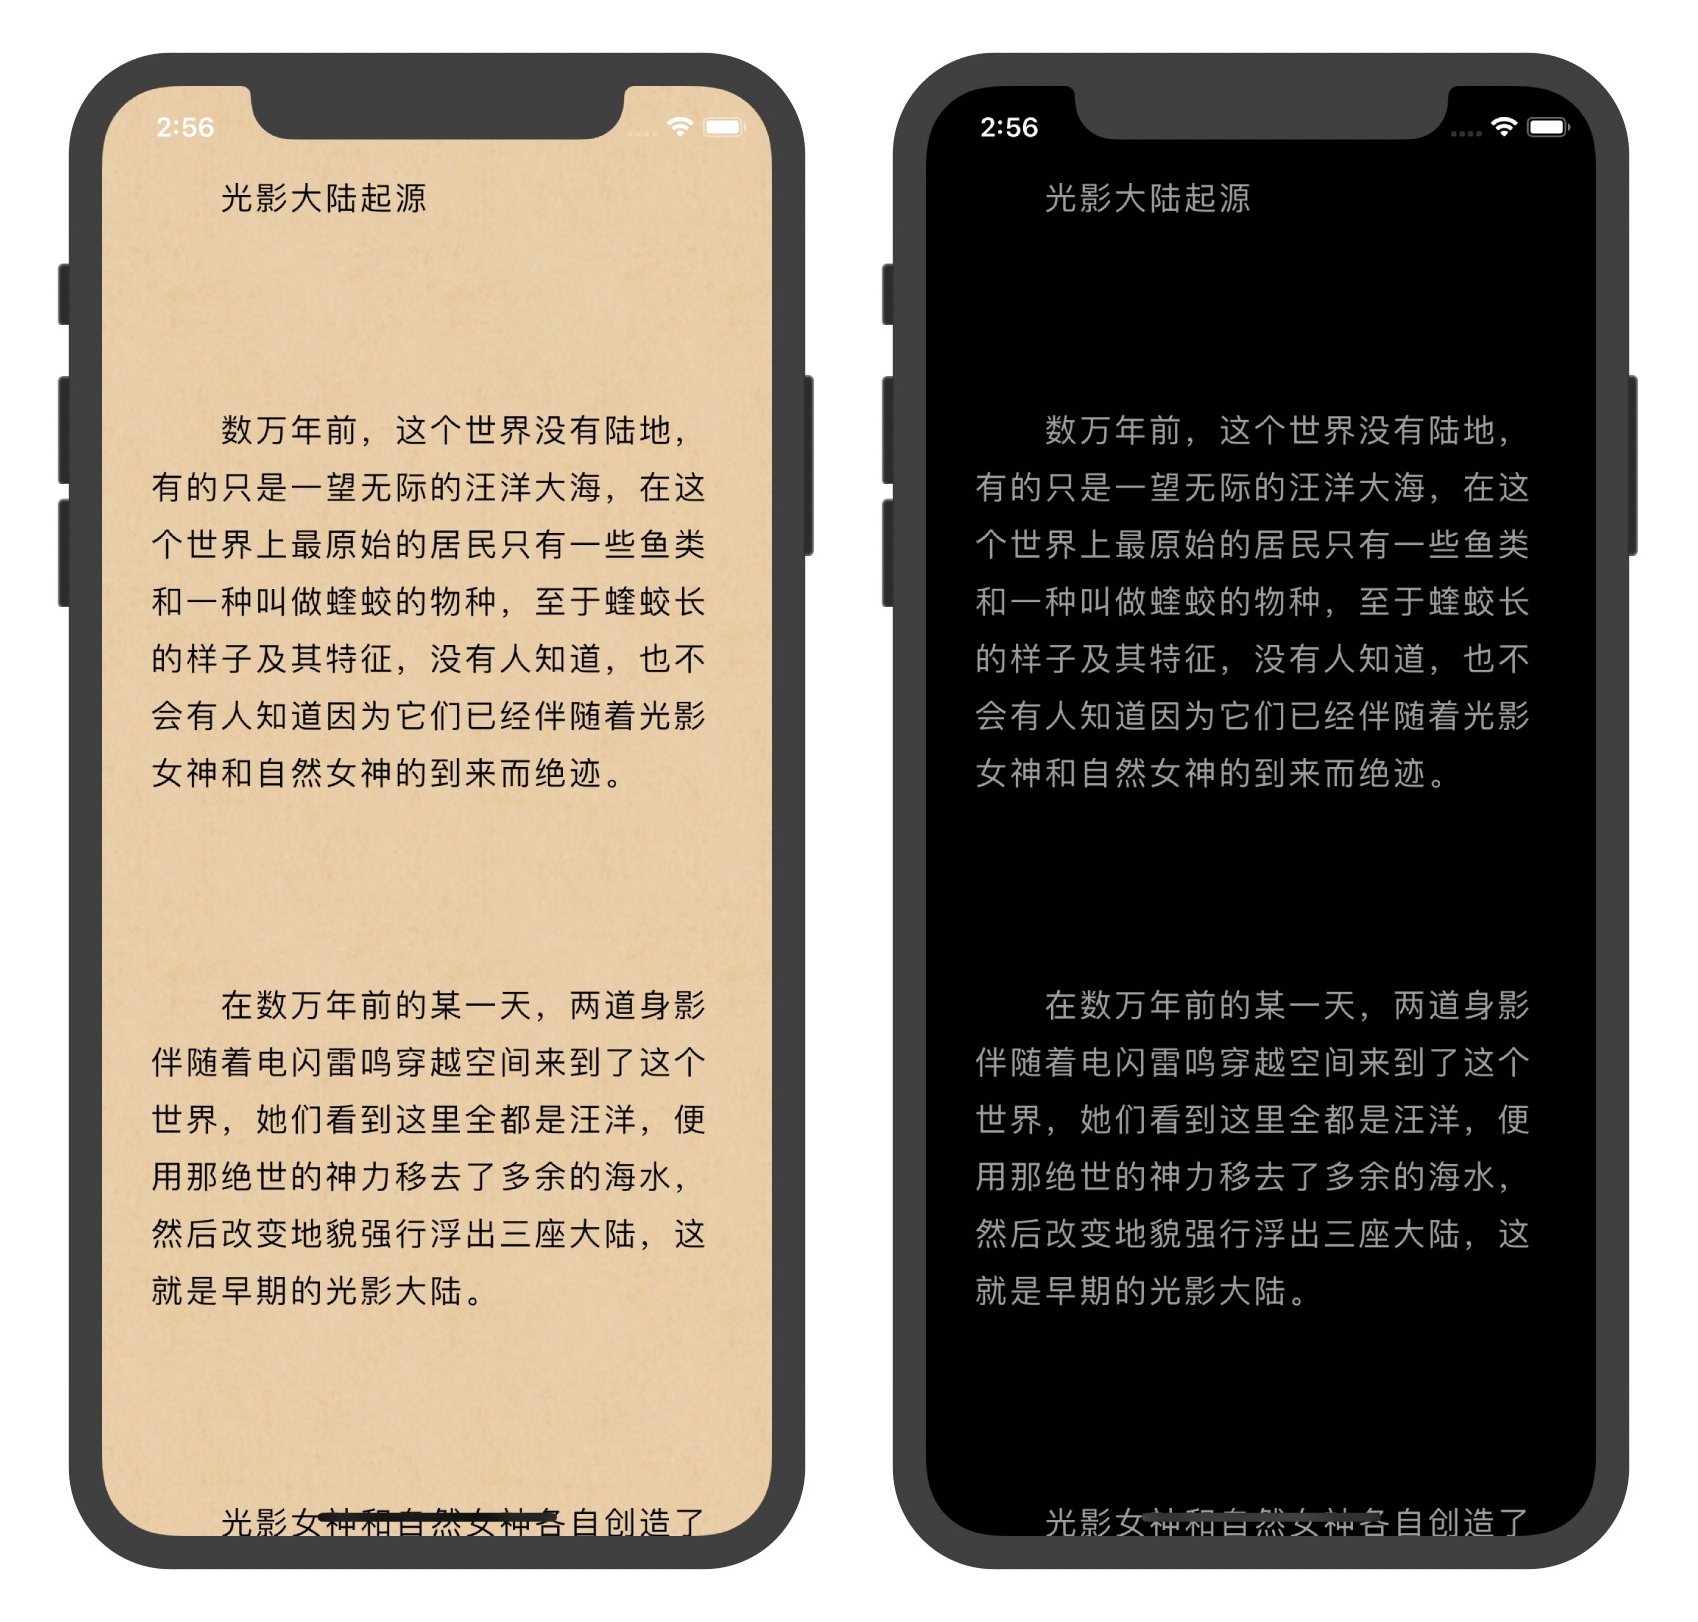 2:56
光影大陆起源
数万年前，这个世界没有陆地，
有的只是一望无际的汪洋大海，在这
个世界上最原始的居民只有一些鱼类
和一种叫做蝰蛟的物种，至于蝰蛟长
的样子及其特征，没有人知道，也不
会有人知道因为它们已经伴随着光影
女神和自然女神的到来而绝迹。
在数万年前的某一天，两道身影
伴随着电闪雷鸣穿越空间来到了这个
世界，她们看到这里全都是汪洋，便
用那绝世的神力移去了多余的海水，
然后改变地貌强行浮出三座大陆，这
就是早期的光影大陆。
光影女神和自然女神各自创造了
2:56
光影大陆起源
数万年前，这个世界没有陆地，
有的只是一望无际的汪洋大海，在这
个世界上最原始的居民只有一些鱼类
和一种叫做蝰蛟的物种，至于蝰蛟长
的样子及其特征，没有人知道，也不
会有人知道因为它们已经伴随着光影
女神和自然女神的到来而绝迹。
在数万年前的某一天，两道身影
伴随着电闪雷鸣穿越空间来到了这个
世界，她们看到这里全都是汪洋，便
用那绝世的神力移去了多余的海水，
然后改变地貌强行浮出三座大陆，这
就是早期的光影大陆。
光影女神和自然女神各自创造了